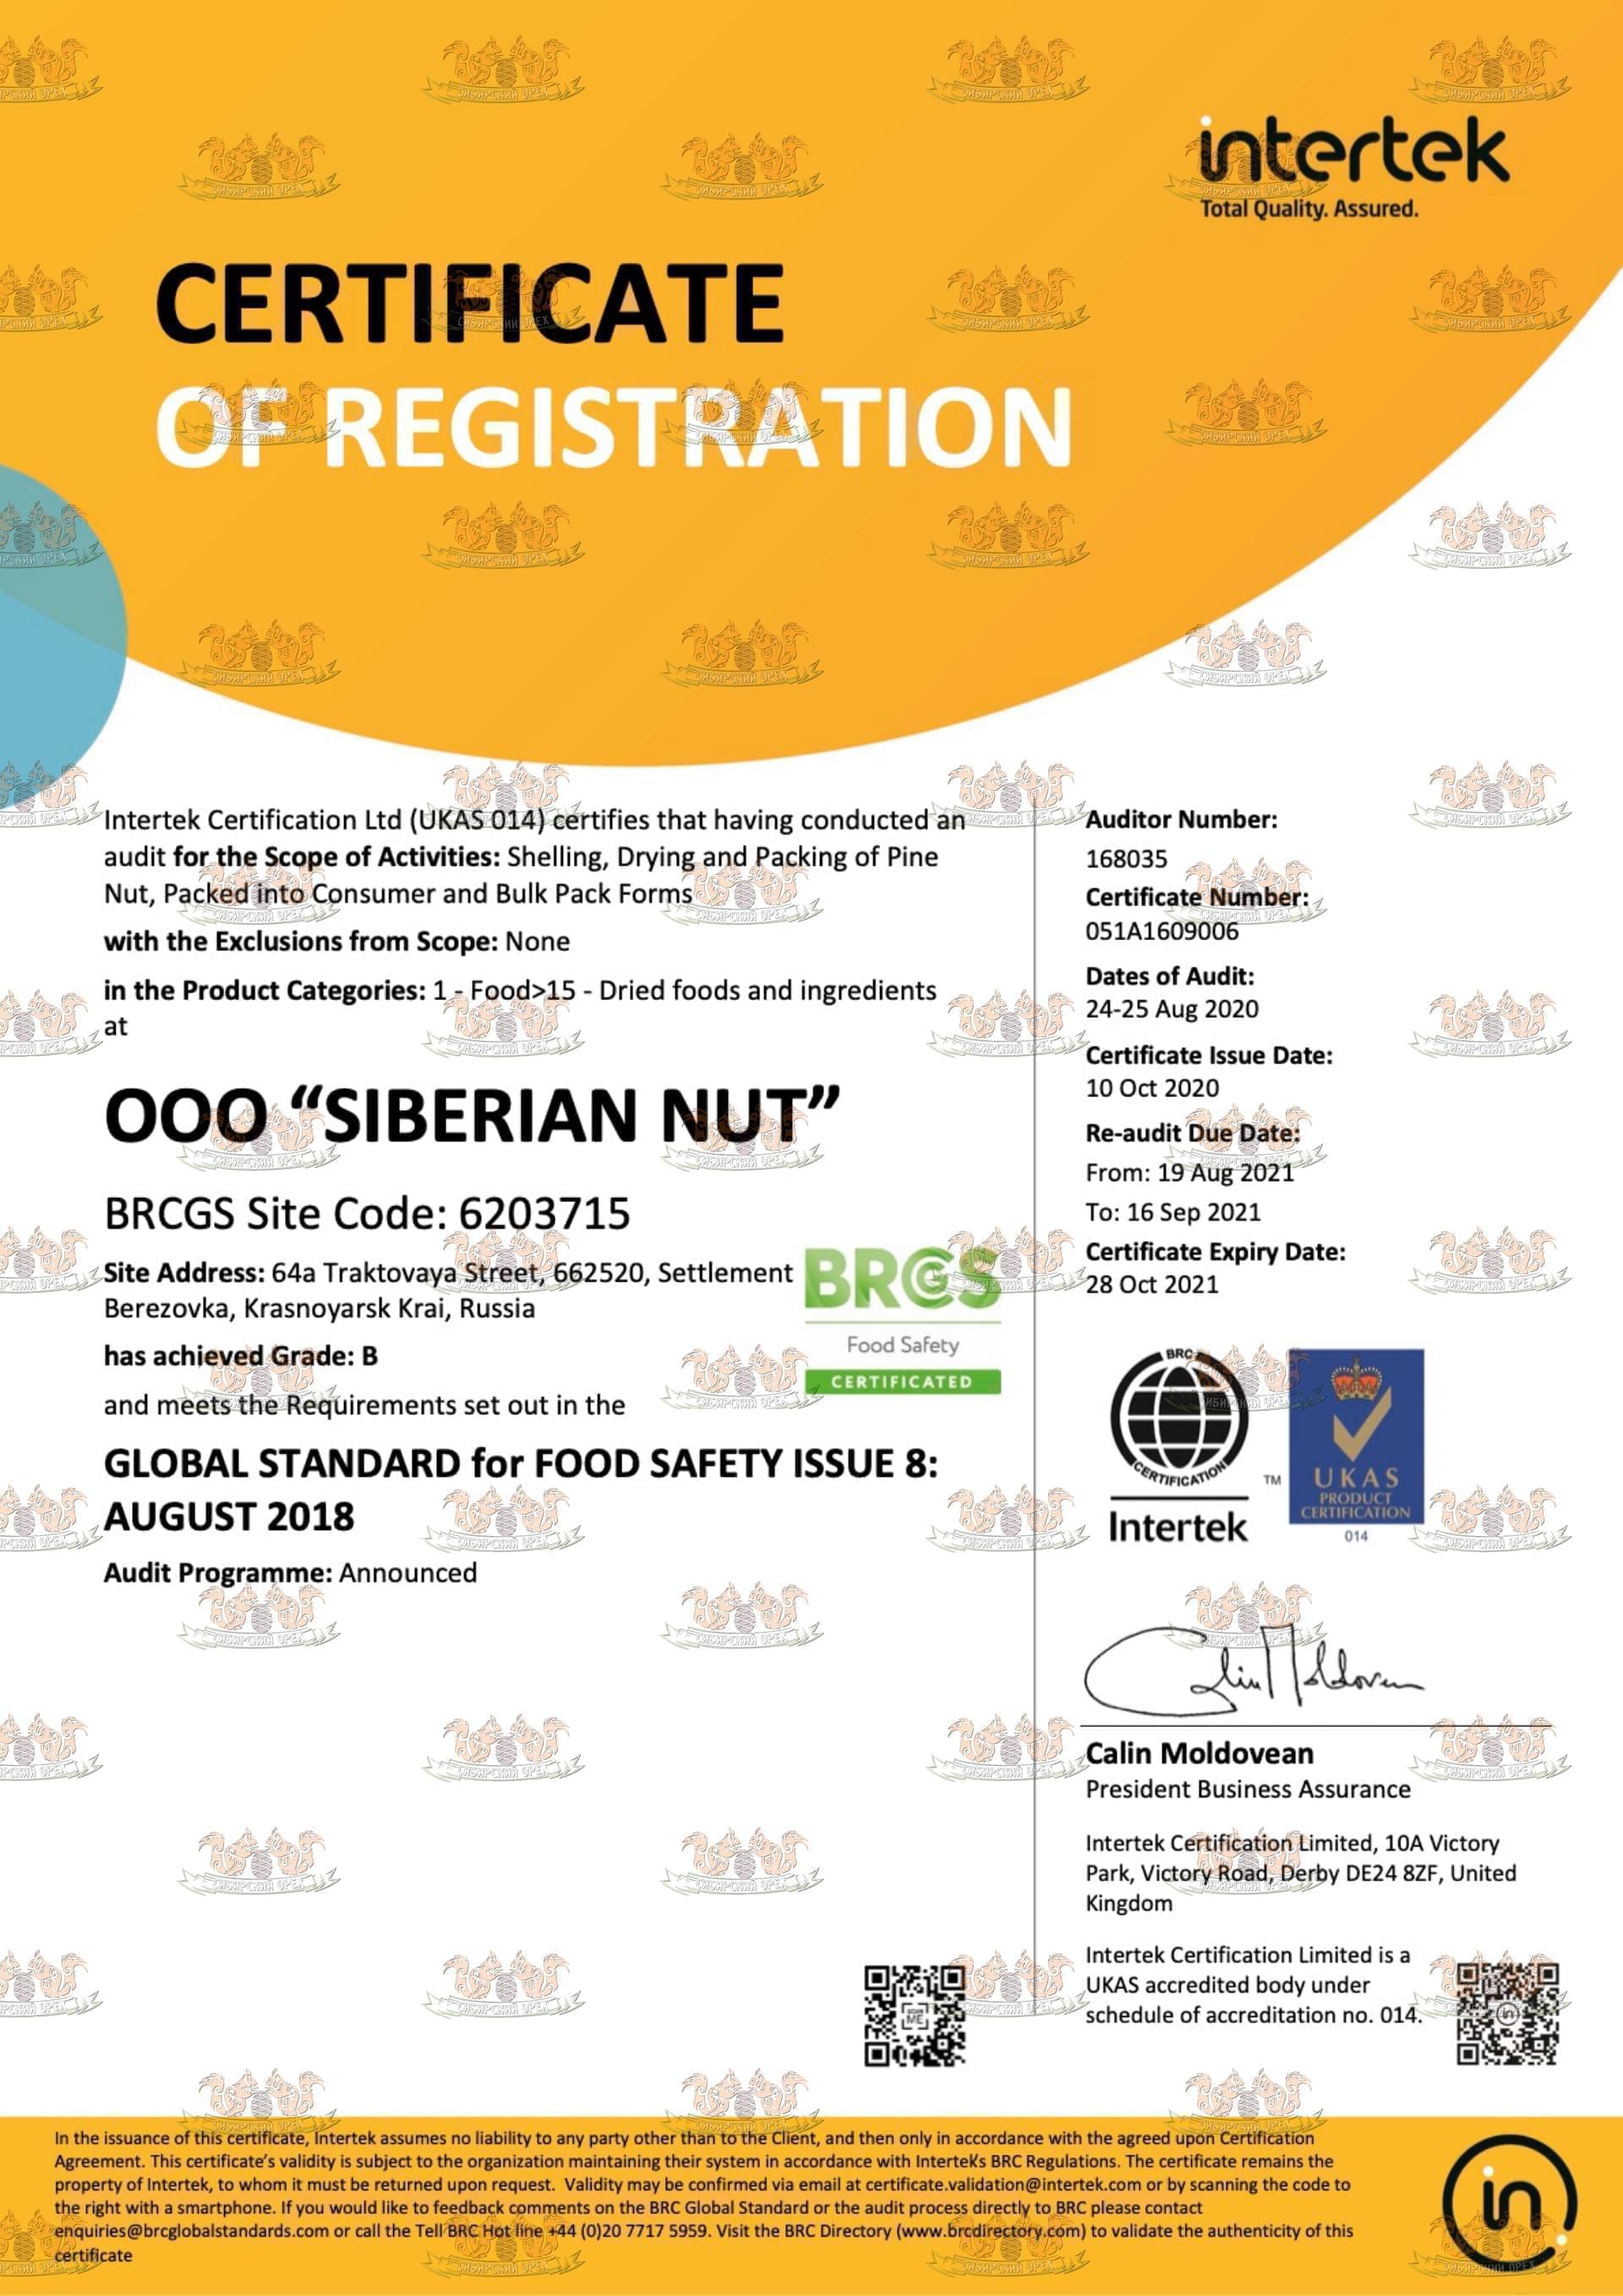 intertek
Total Quality. Assured.
CERTIFICATE
OF REGISTRATION
Intertek Certification Ltd (UKAS 014) certifies that having conducted an
audit for the Scope of Activities: Shelling, Drying and Packing of Pine
Nut, Packed into Consumer and Bulk Pack Forms
with the Exclusions from Scope: None
in the Product Categories: 1 - Food>15 - Dried foods and ingredients
at
OOO “SIBERIAN NUT”
BRCGS Site Code: 6203715
Site Address: 64a Traktovaya Street, 662520, Settlement
Berezovka, Krasnoyarsk Krai, Russia
has achieved Grade: B
and meets the Requirements set out in the
GLOBAL STANDARD for FOOD SAFETY ISSUE 8:
AUGUST 2018
Audit Programme: Announced
BRCGS
Food Safety
CERTIFICATED
Auditor Number:
168035
Certificate Number:
051A1609006
Dates of Audit:
24-25 Aug 2020
Certificate Issue Date:
10 Oct 2020
Re-audit Due Date:
From: 19 Aug 2021
To: 16 Sep 2021
Certificate Expiry Date:
28 Oct 2021
BRC
CERTIFICATION
TM
Intertek
UKAS
PRODUCT
CERTIFICATION
014
Calin Moldovean
Calin Moldovean
President Business Assurance
Intertek Certification Limited, 10A Victory
Park, Victory Road, Derby DE24 8ZF, United
Kingdom
Intertek Certification Limited is a
UKAS accredited body under
schedule of accreditation no. 014.
In the issuance of this certificate, Intertek assumes no liability to any party other than to the Client, and then only in accordance with the agreed upon Certification
Agreement. This certificate's validity is subject to the organization maintaining their system in accordance with Intertek's BRC Regulations. The certificate remains the
property of Intertek, to whom it must be returned upon request. Validity may be confirmed via email at certificate.validation@intertek.com or by scanning the code to
the right with a smartphone. If you would like to feedback comments on the BRC Global Standard or the audit process directly to BRC please contact
enquiries@brcglobalstandards.com or call the Tell BRC Hot line +44 (0)20 7717 5959. Visit the BRC Directory (www.brcdirectory.com) to validate the authenticity of this
certificate
in
СИБИРСКИЙ ОРЕХ